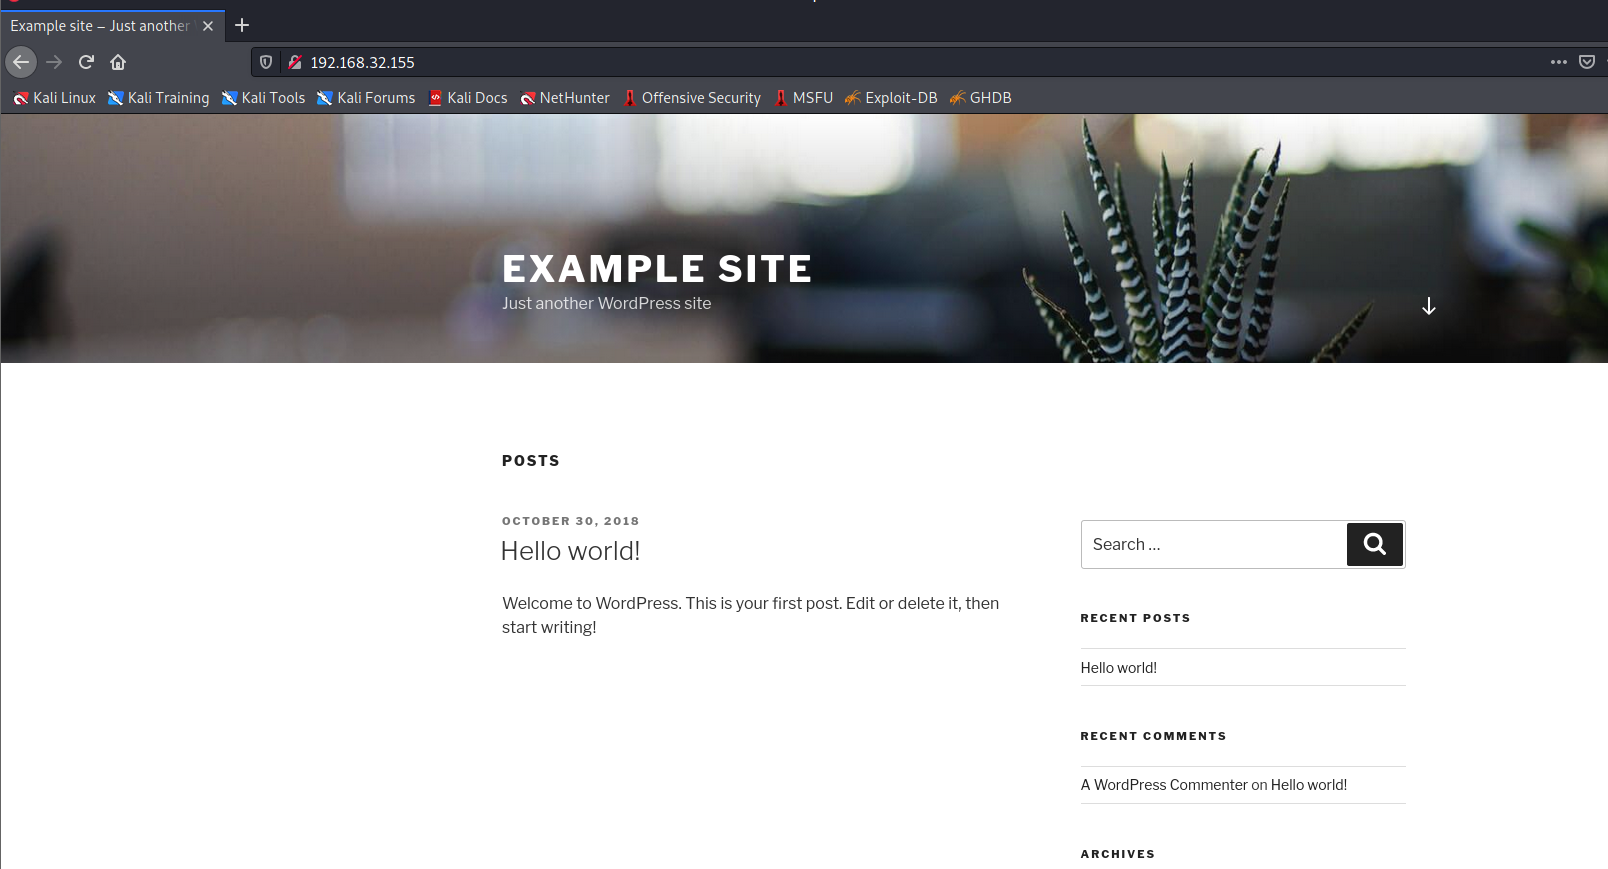 Example site – Just another
192.168.32.155
Kali Linux Kali Training Kali Tools Kali Forums Kali Docs NetHunter Offensive Security MSFU Exploit-DB GHDB
EXAMPLE SITE
Just another WordPress site
POSTS
OCTOBER 30, 2018
Hello world!
Welcome to WordPress. This is your first post. Edit or delete it, then
start writing!
Search …
RECENT POSTS
Hello world!
RECENT COMMENTS
A WordPress Commenter on Hello world!
ARCHIVES